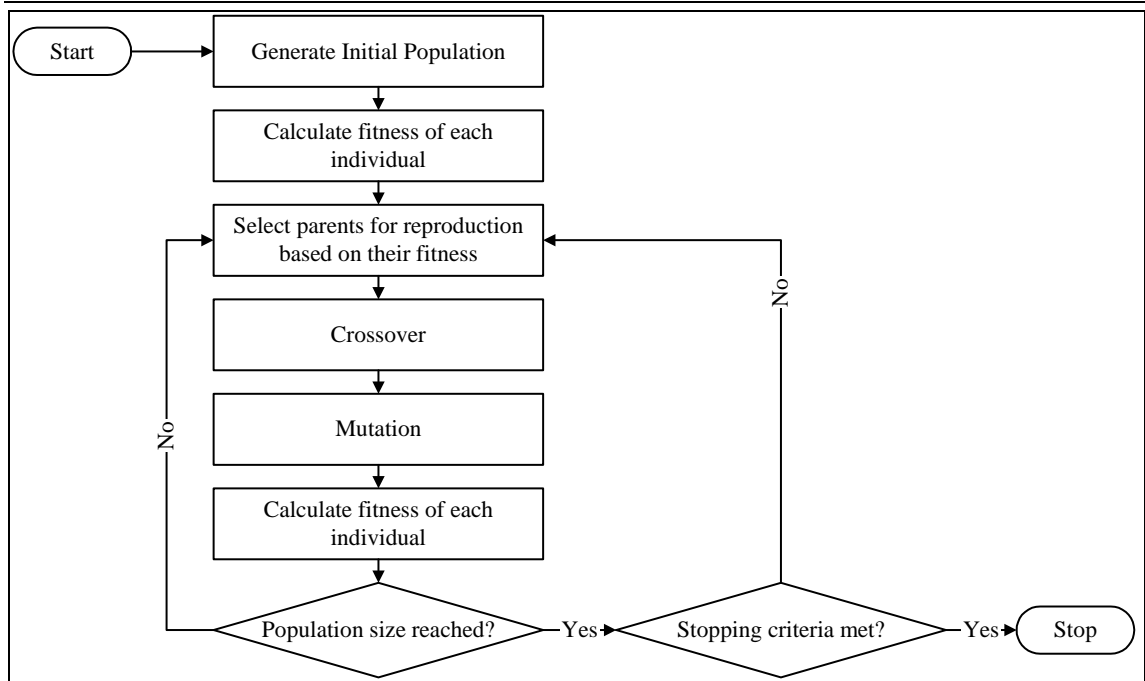 Start
Generate Initial Population
Calculate fitness of each
individual
Select parents for reproduction
based on their fitness
Crossover
Mutation
Calculate fitness of each
individual
Population size reached?
No
Yes
Stopping criteria met?
No
Yes
Stop